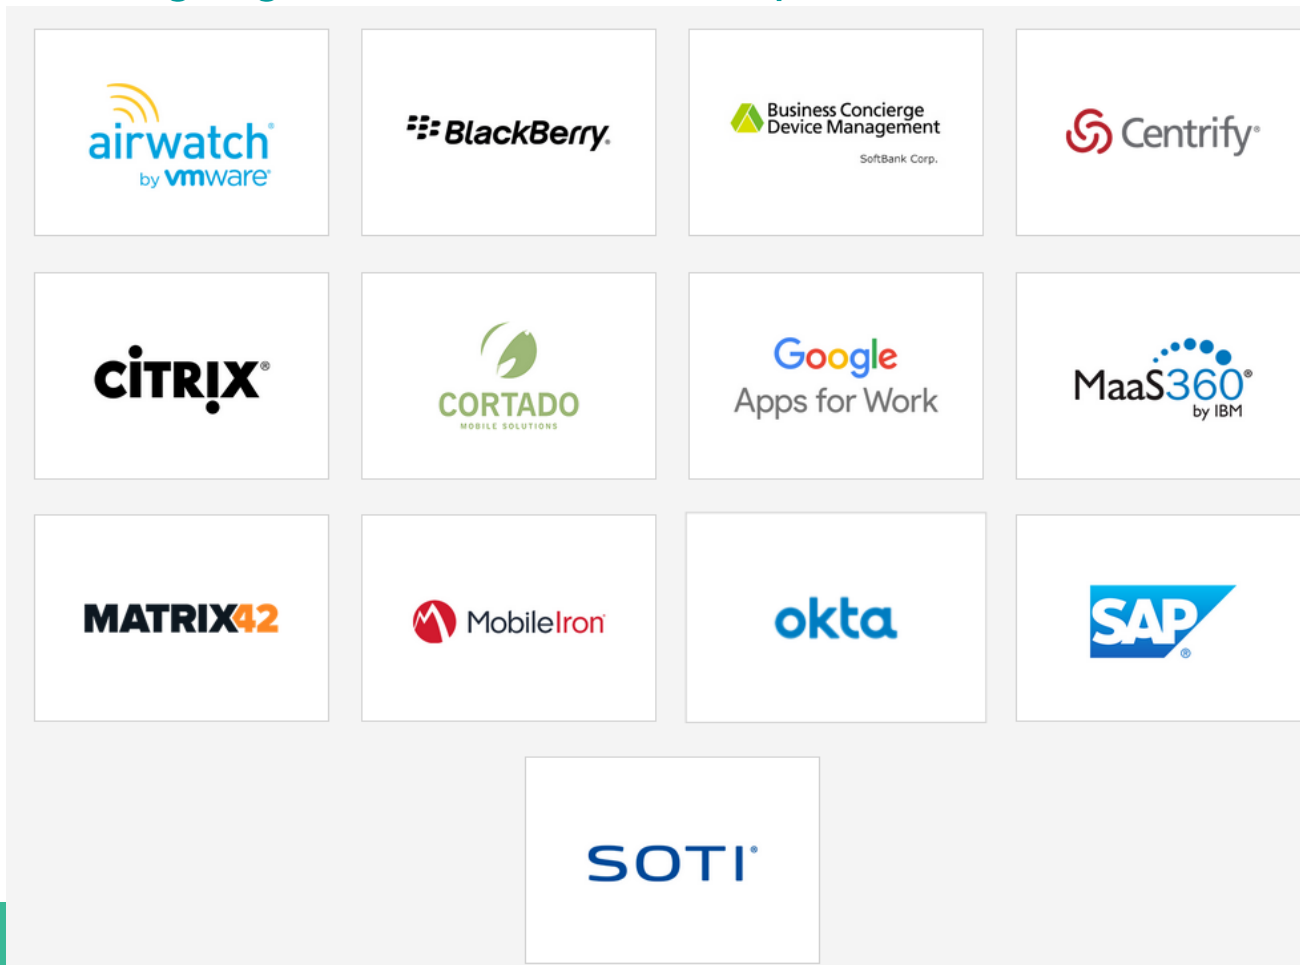 airwatch®
by vmware®
BlackBerry®
Business Concierge
Device Management
SoftBank Corp.
Centrify®
CiTRIX®
CORTADO
MOBILE SOLUTIONS
Google
Apps for Work
MaaS360®
by IBM
MATRIX42
MobileIron
okta
SAP®
SOTI®